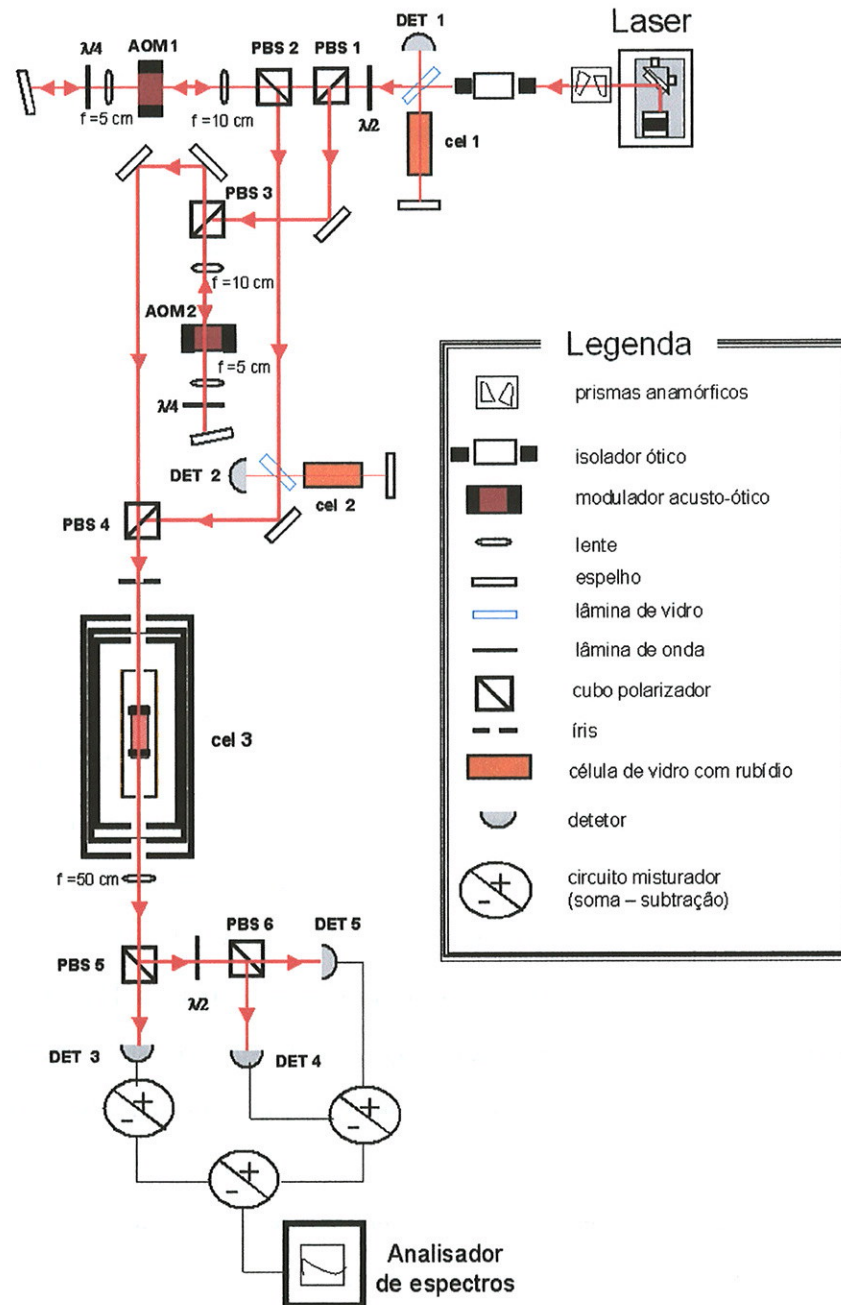 DET 1
Laser
λ/4
AOM 1
PBS 2
PBS 1
f =5 cm
f =10 cm
λ/2
cel 1
PBS 3
f =10 cm
AOM 2
f =5 cm
λ/4
DET 2
cel 2
PBS 4
cel 3
f =50 cm
PBS 5
PBS 6
DET 5
λ/2
DET 3
DET 4
+
-
+
-
+
-
Analisador
de espectros
Legenda
prismas anamórficos
isolador ótico
modulador acusto-ótico
lente
espelho
lâmina de vidro
lâmina de onda
cubo polarizador
íris
célula de vidro com rubídio
detetor
+
-
circuito misturador
(soma – subtração)